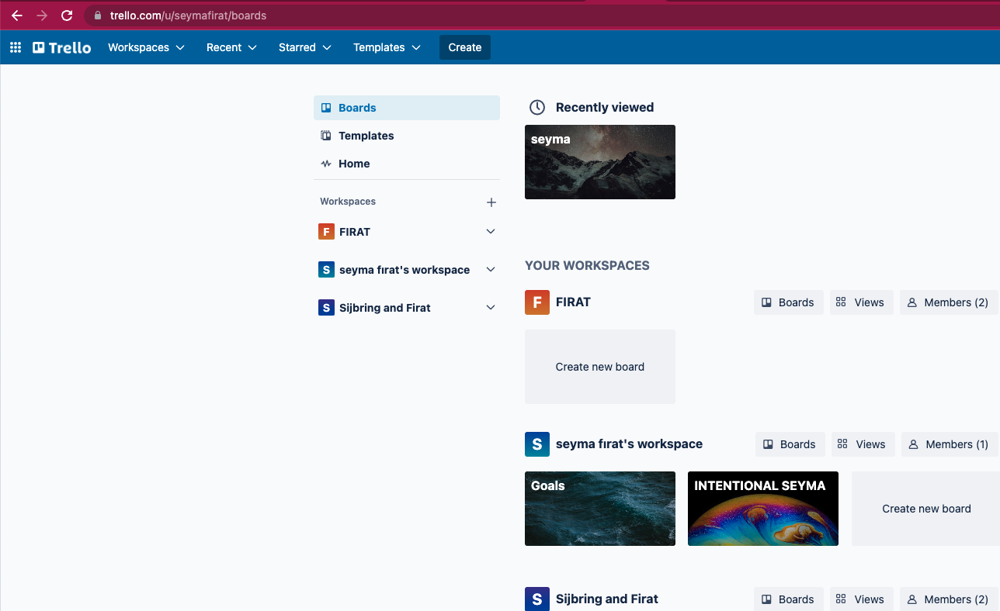 trello.com/u/seymafirat/boards
Trello Workspaces Recent Starred Templates Create
Boards
Templates
Home
Workspaces
F FIRAT
S seyma fırat's workspace
S Sijbring and Firat
Recently viewed
seyma
YOUR WORKSPACES
F FIRAT Boards Views Members (2)
Create new board
S seyma fırat's workspace Boards Views Members (1)
Goals
INTENTIONAL SEYMA
Create new board
S Sijbring and Firat Boards Views Members (2)